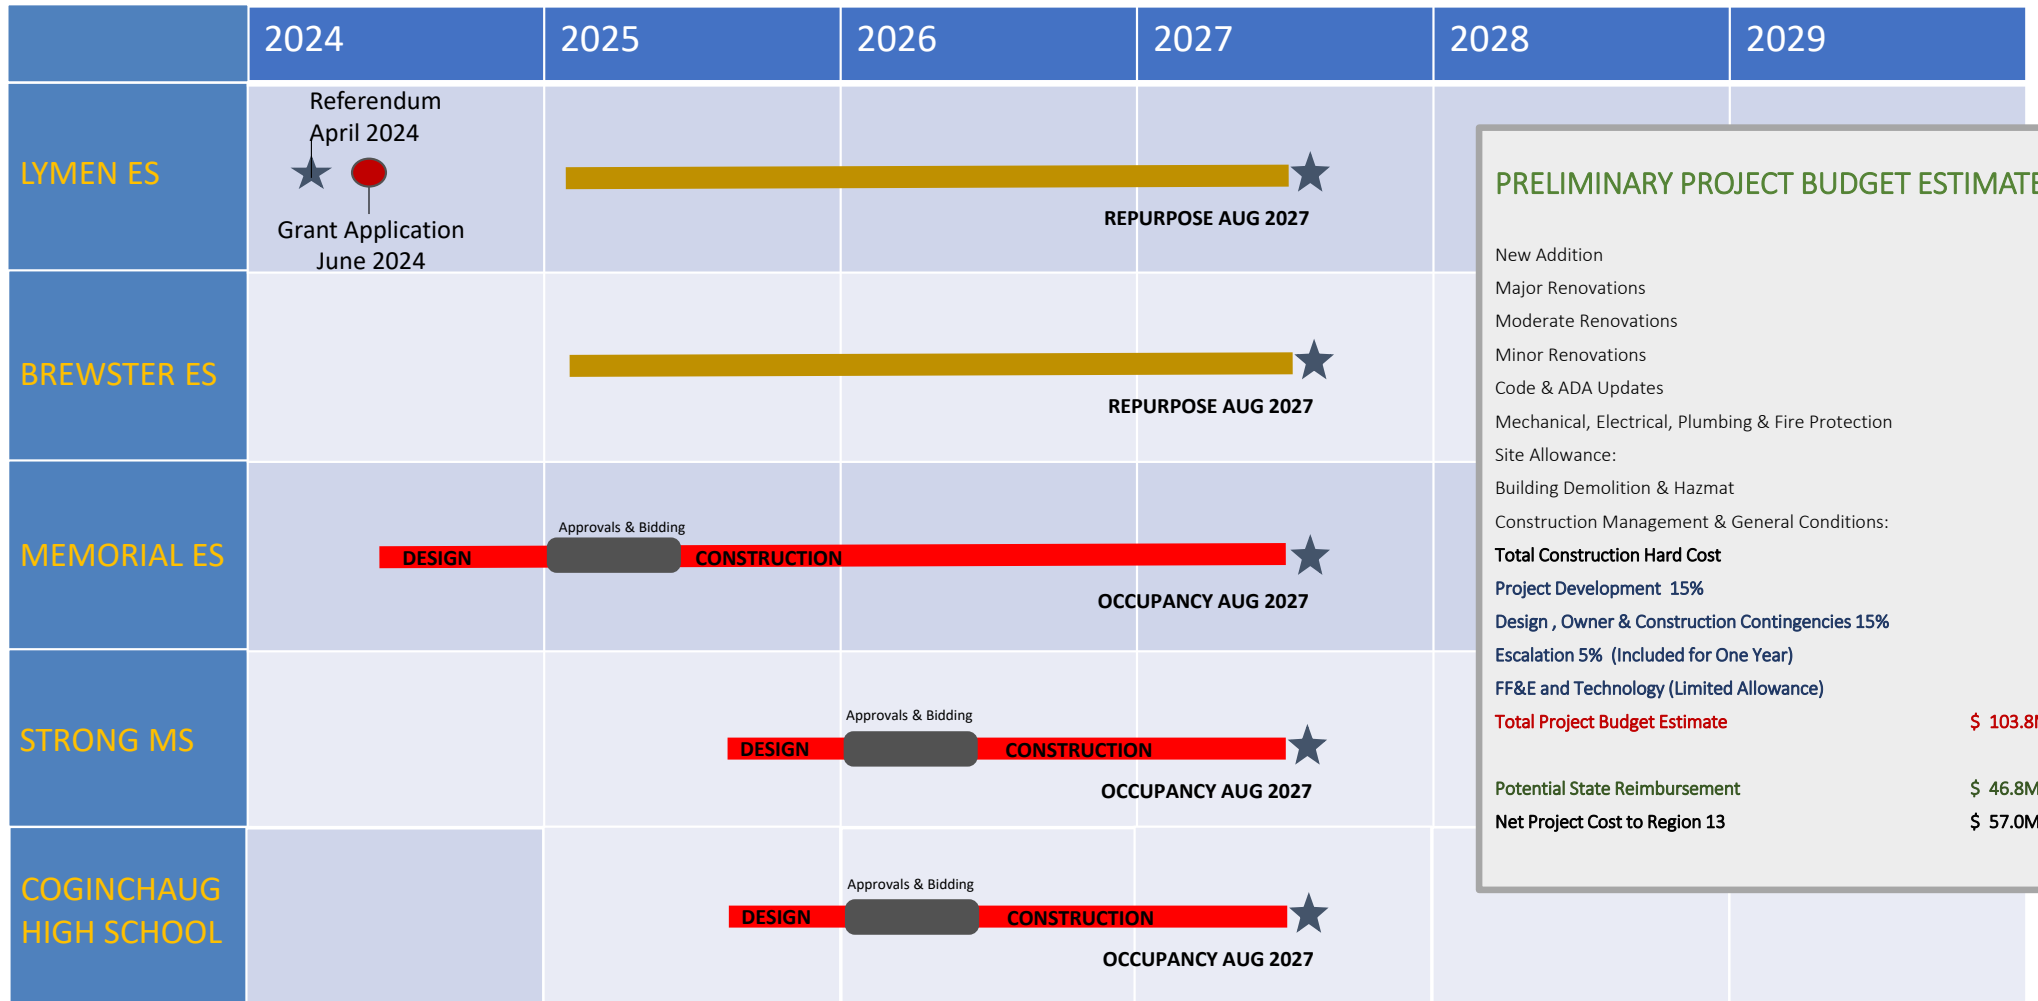 2024 2025 2026 2027 2028 2029
LYMEN ES
Referendum
April 2024
Grant Application
June 2024
REPURPOSE AUG 2027
BREWSTER ES
REPURPOSE AUG 2027
MEMORIAL ES
Approvals & Bidding
DESIGN CONSTRUCTION
OCCUPANCY AUG 2027
STRONG MS
Approvals & Bidding
DESIGN CONSTRUCTION
OCCUPANCY AUG 2027
COGINCHAUG
HIGH SCHOOL
Approvals & Bidding
DESIGN CONSTRUCTION
OCCUPANCY AUG 2027
PRELIMINARY PROJECT BUDGET ESTIMATE
New Addition
Major Renovations
Moderate Renovations
Minor Renovations
Code & ADA Updates
Mechanical, Electrical, Plumbing & Fire Protection
Site Allowance:
Building Demolition & Hazmat
Construction Management & General Conditions:
Total Construction Hard Cost
Project Development 15%
Design , Owner & Construction Contingencies 15%
Escalation 5% (Included for One Year)
FF&E and Technology (Limited Allowance)
Total Project Budget Estimate $ 103.8M
Potential State Reimbursement $ 46.8M
Net Project Cost to Region 13 $ 57.0M